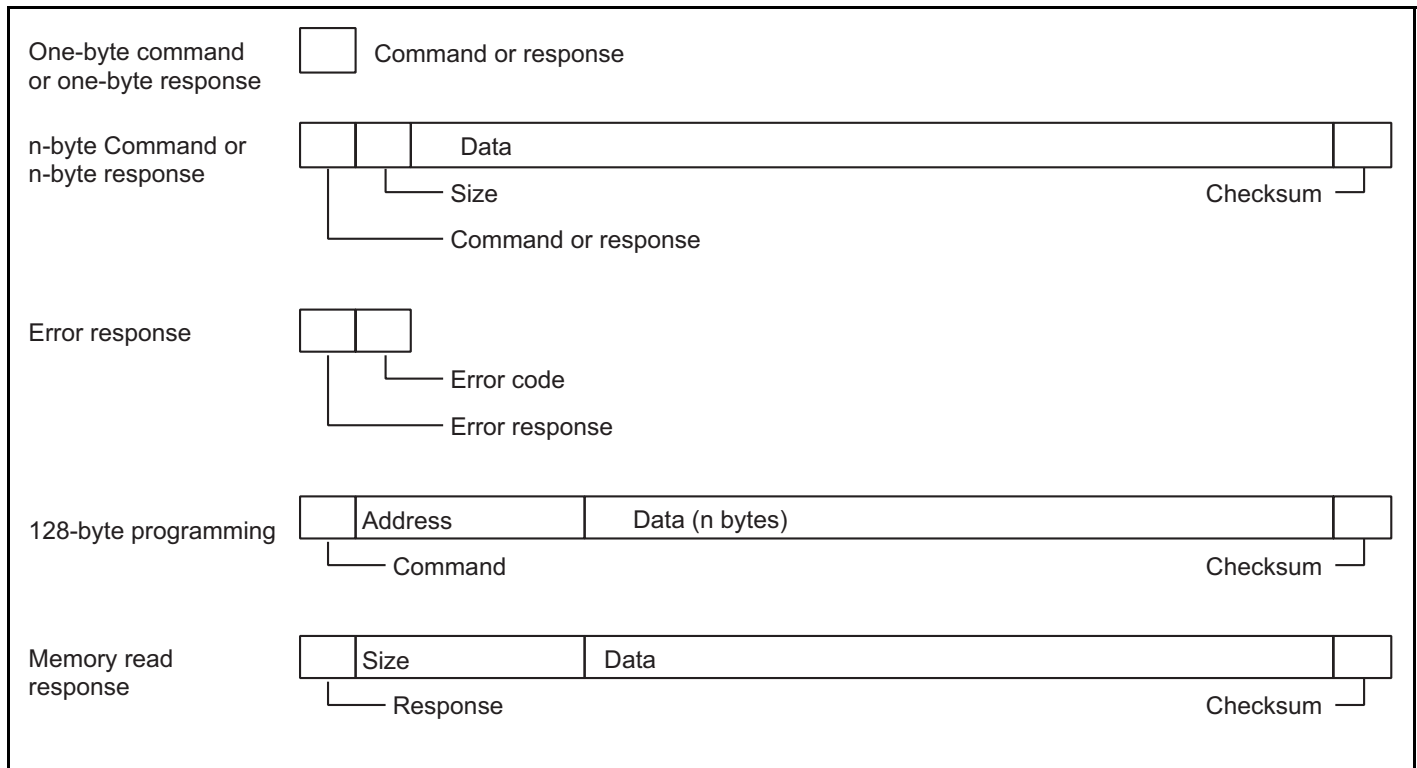 One-byte command
or one-byte response
Command or response
n-byte Command or
n-byte response
Data
Size
Checksum
Command or response
Error response
Error code
Error response
128-byte programming
Address
Data (n bytes)
Command
Checksum
Memory read
response
Size
Data
Response
Checksum